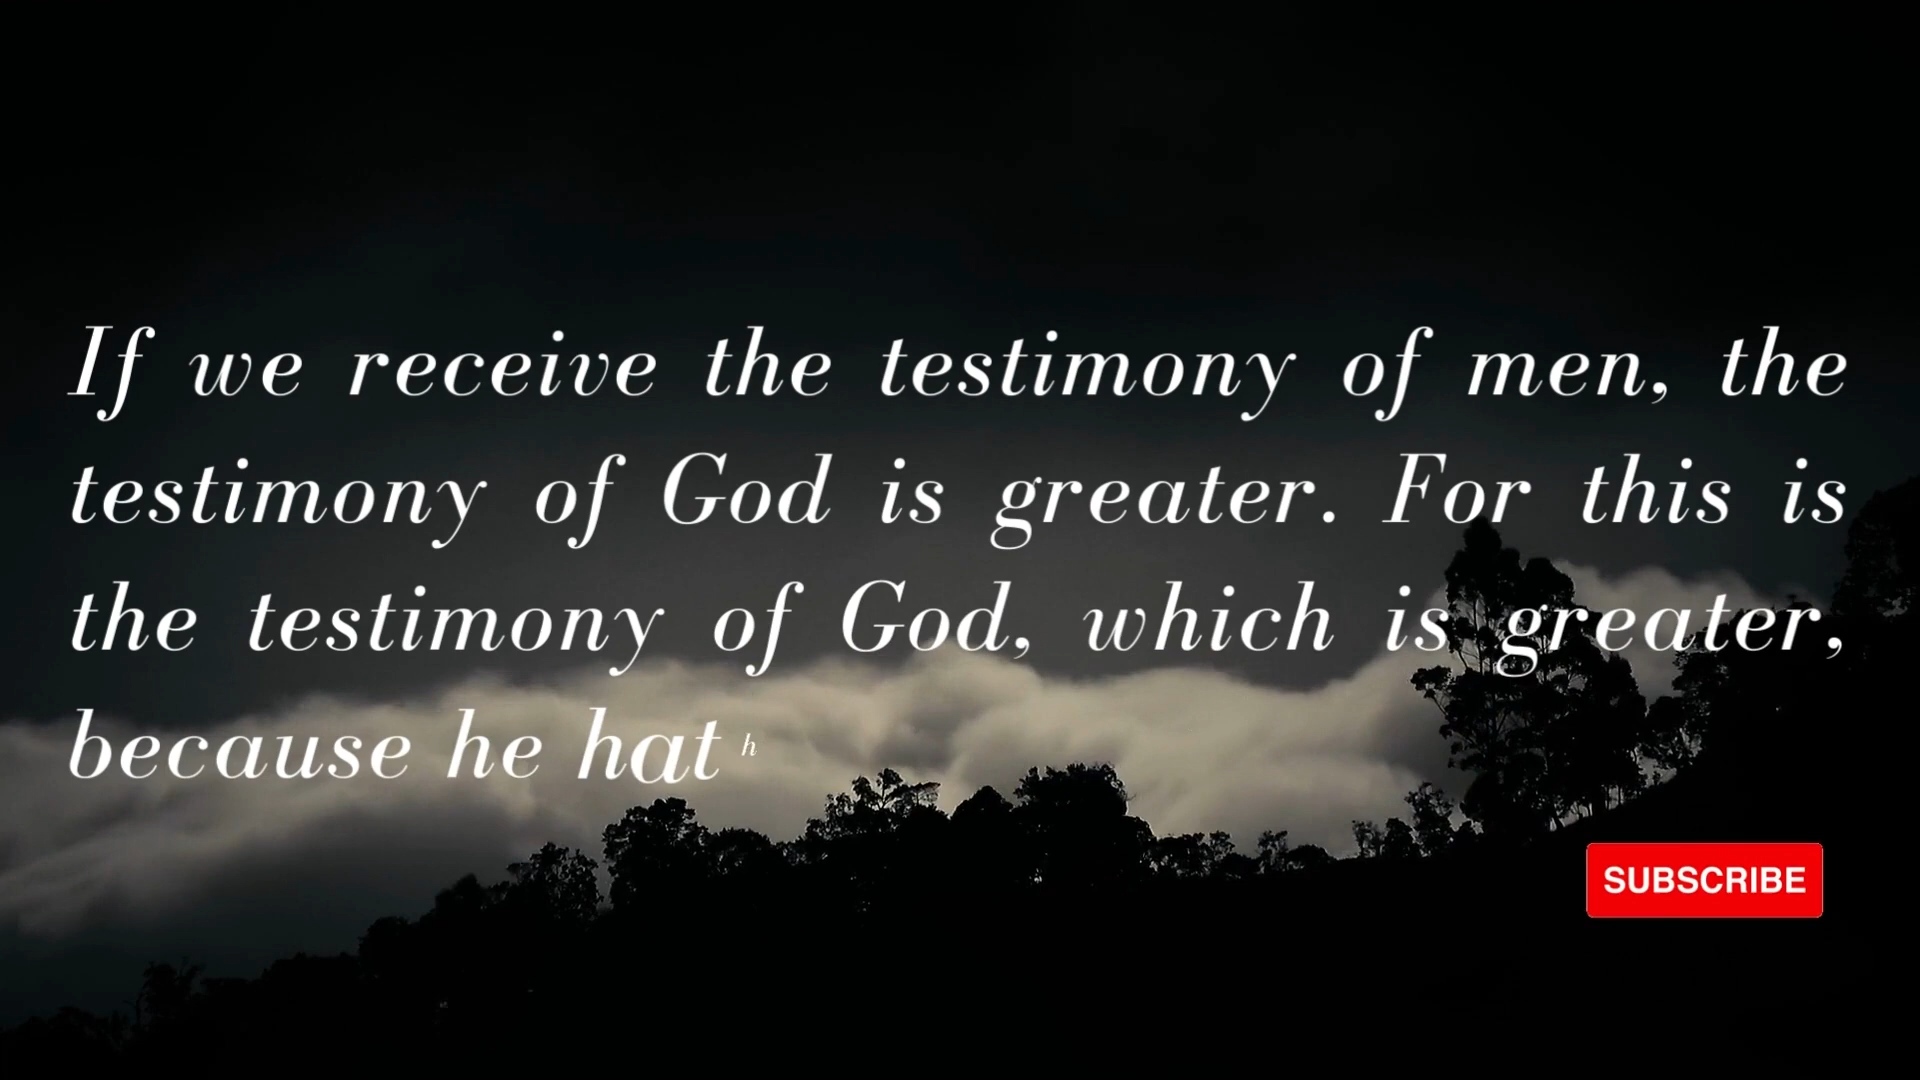 If we receive the testimony of men, the
testimony of God is greater. For this is
the testimony of God, which is greater,
because he hath
SUBSCRIBE